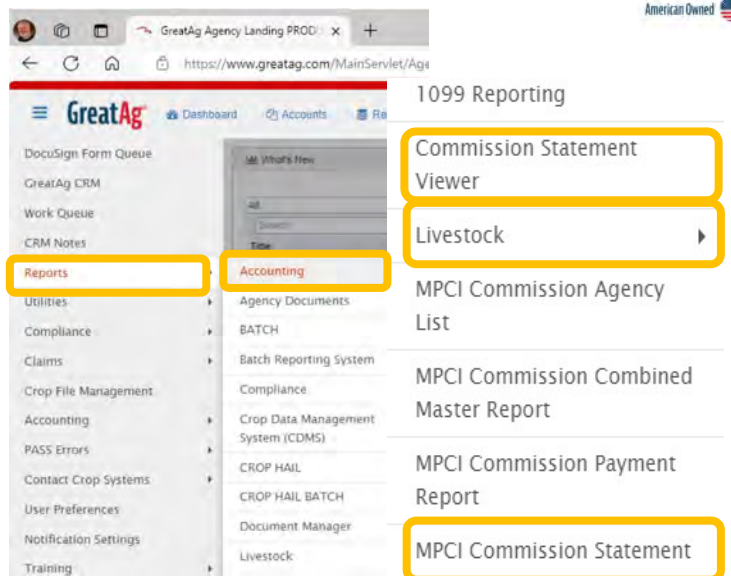 American Owned
GreatAg Agency Landing PROD
https://www.greatag.com/MainServlet/Age
GreatAg
Dashboard
Accounts
Re
DocuSign Form Queue
GreatAg CRM
Work Queue
CRM Notes
Reports
Utilities
Compliance
Claims
Crop File Management
Accounting
PASS Errors
Contact Crop Systems
User Preferences
Notification Settings
Training
What's New
All
Search
Title
Accounting
Agency Documents
BATCH
Batch Reporting System
Compliance
Crop Data Management
System (CDMS)
CROP HAIL
CROP HAIL BATCH
Document Manager
Livestock
1099 Reporting
Commission Statement
Viewer
Livestock
MPCI Commission Agency
List
MPCI Commission Combined
Master Report
MPCI Commission Payment
Report
MPCI Commission Statement